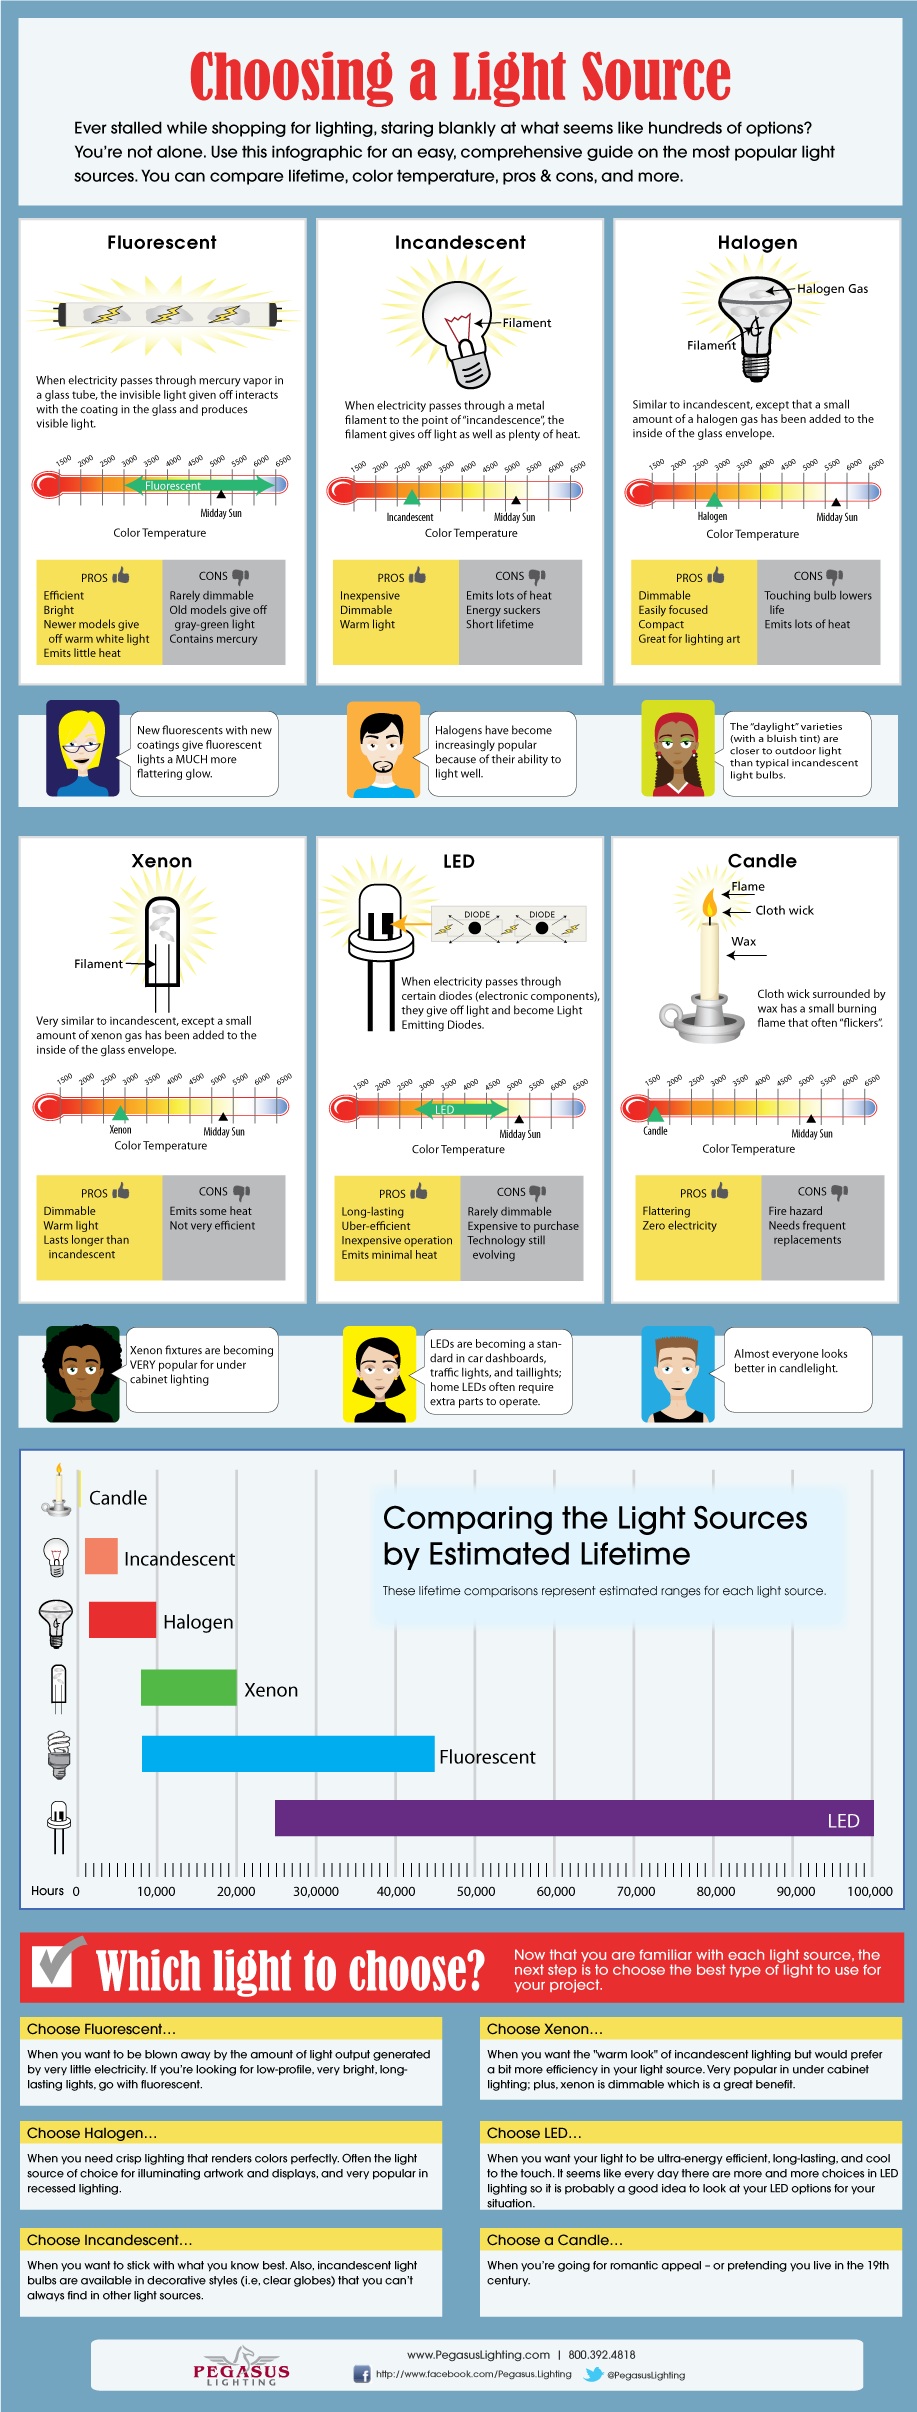 Choosing a Light Source
Ever stalled while shopping for lighting, staring blankly at what seems like hundreds of options?
You're not alone. Use this infographic for an easy, comprehensive guide on the most popular light
sources. You can compare lifetime, color temperature, pros & cons, and more.
Fluorescent
When electricity passes through mercury vapor in
a glass tube, the invisible light given off interacts
with the coating in the glass and produces
visible light.
1500 2000 2500 3000 3500 4000 4500 5000 5500 6000 6500
Fluorescent
Midday Sun
Color Temperature
PROS
Efficient
Bright
Newer models give
off warm white light
Emits little heat
CONS
Rarely dimmable
Old models give off
gray-green light
Contains mercury
Incandescent
Filament
When electricity passes through a metal
filament to the point of "incandescence", the
filament gives off light as well as plenty of heat.
1500 2000 2500 3000 3500 4000 4500 5000 5500 6000 6500
Incandescent
Midday Sun
Color Temperature
PROS
Inexpensive
Dimmable
Warm light
CONS
Emits lots of heat
Energy suckers
Short lifetime
Halogen
Halogen Gas
Filament
Similar to incandescent, except that a small
amount of a halogen gas has been added to the
inside of the glass envelope.
1500 2000 2500 3000 3500 4000 4500 5000 5500 6000 6500
Halogen
Midday Sun
Color Temperature
PROS
Dimmable
Easily focused
Compact
Great for lighting art
CONS
Touching bulb lowers
life
Emits lots of heat
New fluorescents with new
coatings give fluorescent
lights a MUCH more
flattering glow.
Halogens have become
increasingly popular
because of their ability to
light well.
The "daylight" varieties
(with a bluish tint) are
closer to outdoor light
than typical incandescent
light bulbs.
Xenon
Filament
Very similar to incandescent, except a small
amount of xenon gas has been added to the
inside of the glass envelope.
1500 2000 2500 3000 3500 4000 4500 5000 5500 6000 6500
Xenon
Midday Sun
Color Temperature
PROS
Dimmable
Warm light
Lasts longer than
incandescent
CONS
Emits some heat
Not very efficient
LED
DIODE
DIODE
When electricity passes through
certain diodes (electronic components),
they give off light and become Light
Emitting Diodes.
1500 2000 2500 3000 3500 4000 4500 5000 5500 6000 6500
LED
Midday Sun
Color Temperature
PROS
Long-lasting
Uber-efficient
Inexpensive operation
Emits minimal heat
CONS
Rarely dimmable
Expensive to purchase
Technology still
evolving
Candle
Flame
Cloth wick
Wax
Cloth wick surrounded by
wax has a small burning
flame that often "flickers".
1500 2000 2500 3000 3500 4000 4500 5000 5500 6000 6500
Candle
Midday Sun
Color Temperature
PROS
Flattering
Zero electricity
CONS
Fire hazard
Needs frequent
replacements
Xenon fixtures are becoming
VERY popular for under
cabinet lighting
LEDs are becoming a stan-
dard in car dashboards,
traffic lights, and taillights;
home LEDs often require
extra parts to operate.
Almost everyone looks
better in candlelight.
Comparing the Light Sources
by Estimated Lifetime
These lifetime comparisons represent estimated ranges for each light source.
Candle
Incandescent
Halogen
Xenon
Fluorescent
LED
Hours 0 10,000 20,000 30,0000 40,000 50,000 60,000 70,000 80,000 90,000 100,000
Which light to choose?
Now that you are familiar with each light source, the
next step is to choose the best type of light to use for
your project.
Choose Fluorescent...
When you want to be blown away by the amount of light output generated
by very little electricity. If you're looking for low-profile, very bright, long-
lasting lights, go with fluorescent.
Choose Xenon...
When you want the "warm look" of incandescent lighting but would prefer
a bit more efficiency in your light source. Very popular in under cabinet
lighting; plus, xenon is dimmable which is a great benefit.
Choose Halogen...
When you need crisp lighting that renders colors perfectly. Often the light
source of choice for illuminating artwork and displays, and very popular in
recessed lighting.
Choose LED...
When you want your light to be ultra-energy efficient, long-lasting, and cool
to the touch. It seems like every day there are more and more choices in LED
lighting so it is probably a good idea to look at your LED options for your
situation.
Choose Incandescent...
When you want to stick with what you know best. Also, incandescent light
bulbs are available in decorative styles (i.e, clear globes) that you can't
always find in other light sources.
Choose a Candle...
When you're going for romantic appeal – or pretending you live in the 19th
century.
PEGASUS
LIGHTING
www.PegasusLighting.com | 800.392.4818
http://www.facebook.com/Pegasus.Lighting
@PegasusLighting